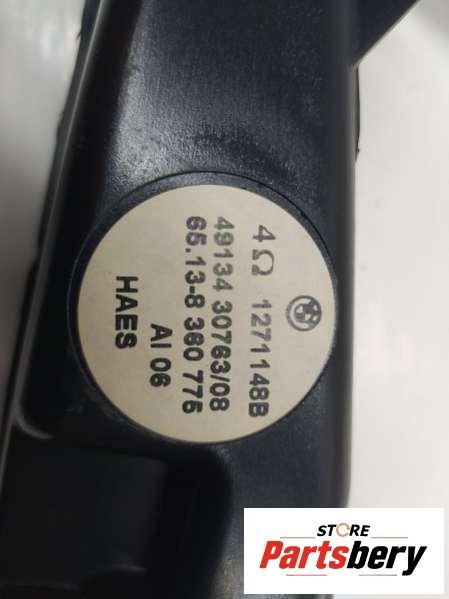 4Ω 1271148B
49134 30763/08
65.13-8 360 775
AI 06
HAES
STORE
Partsbery